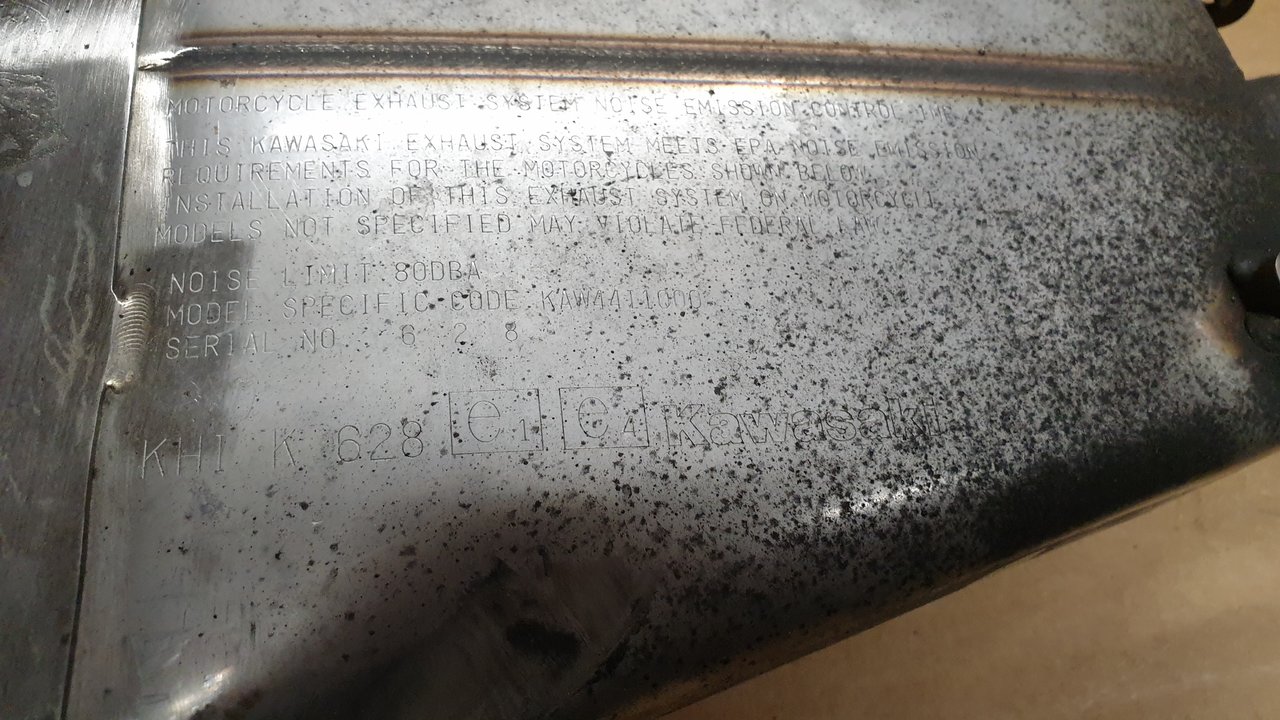 MOTORCYCLE EXHAUST SYSTEM NOISE EMISSION CONTROL INFO
THIS KAWASAKI EXHAUST SYSTEM MEETS EPA NOISE EMISSION
REQUIREMENTS FOR THE MOTORCYCLES SHOWN BELOW.
INSTALLATION OF THIS EXHAUST SYSTEM ON MOTORCYCLE
MODELS NOT SPECIFIED MAY VIOLATE FEDERAL LAW.
NOISE LIMIT 80DBA
MODEL SPECIFIC CODE KAW4411000
SERIAL NO. 6 2 8
KHI K 628 e1 e4 Kawasaki